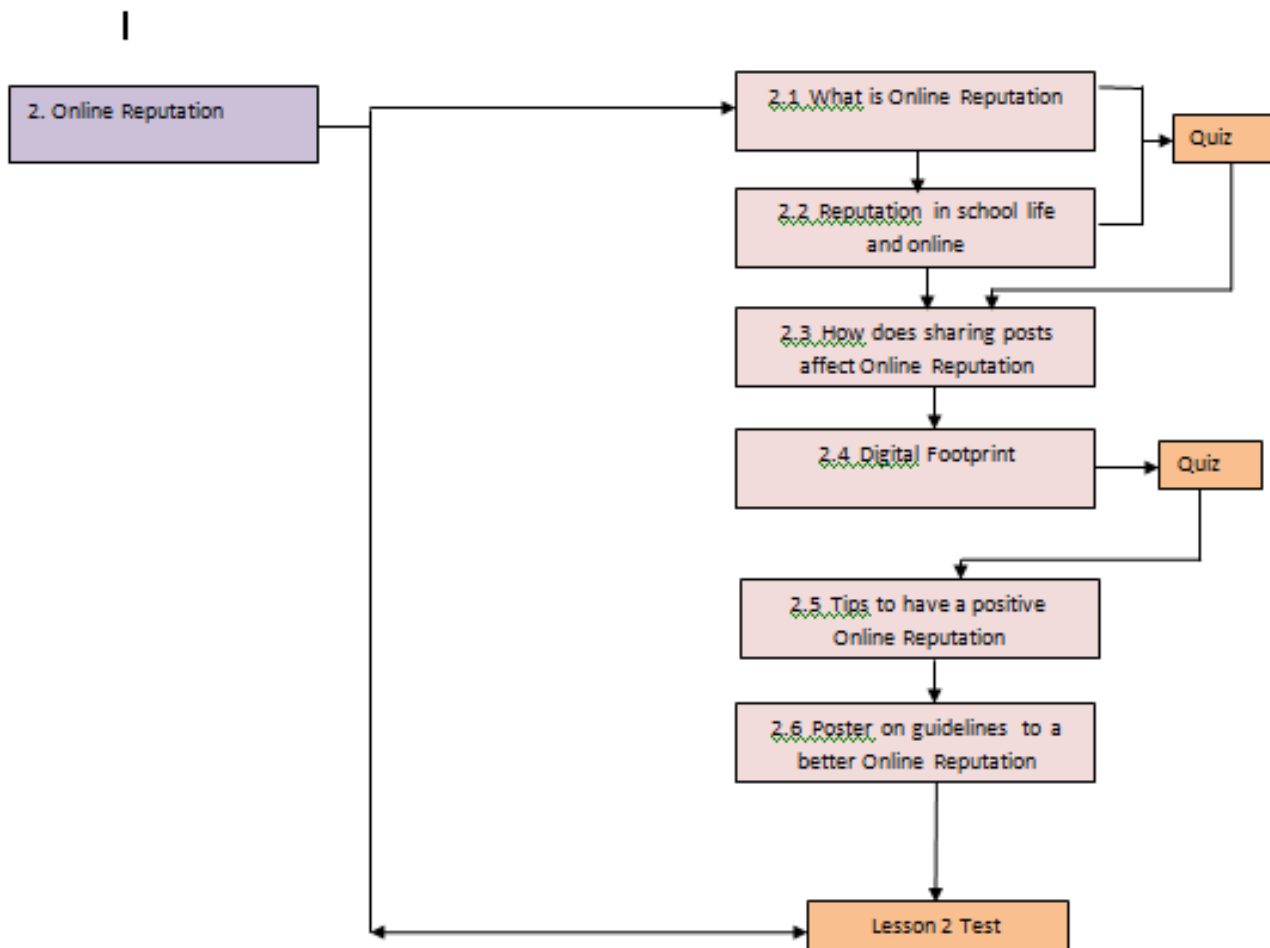 2. Online Reputation
2.1 What is Online Reputation
Quiz
2.2 Reputation in school life
and online
2.3 How does sharing posts
affect Online Reputation
2.4 Digital Footprint
Quiz
2.5 Tips to have a positive
Online Reputation
2.6 Poster on guidelines to a
better Online Reputation
Lesson 2 Test